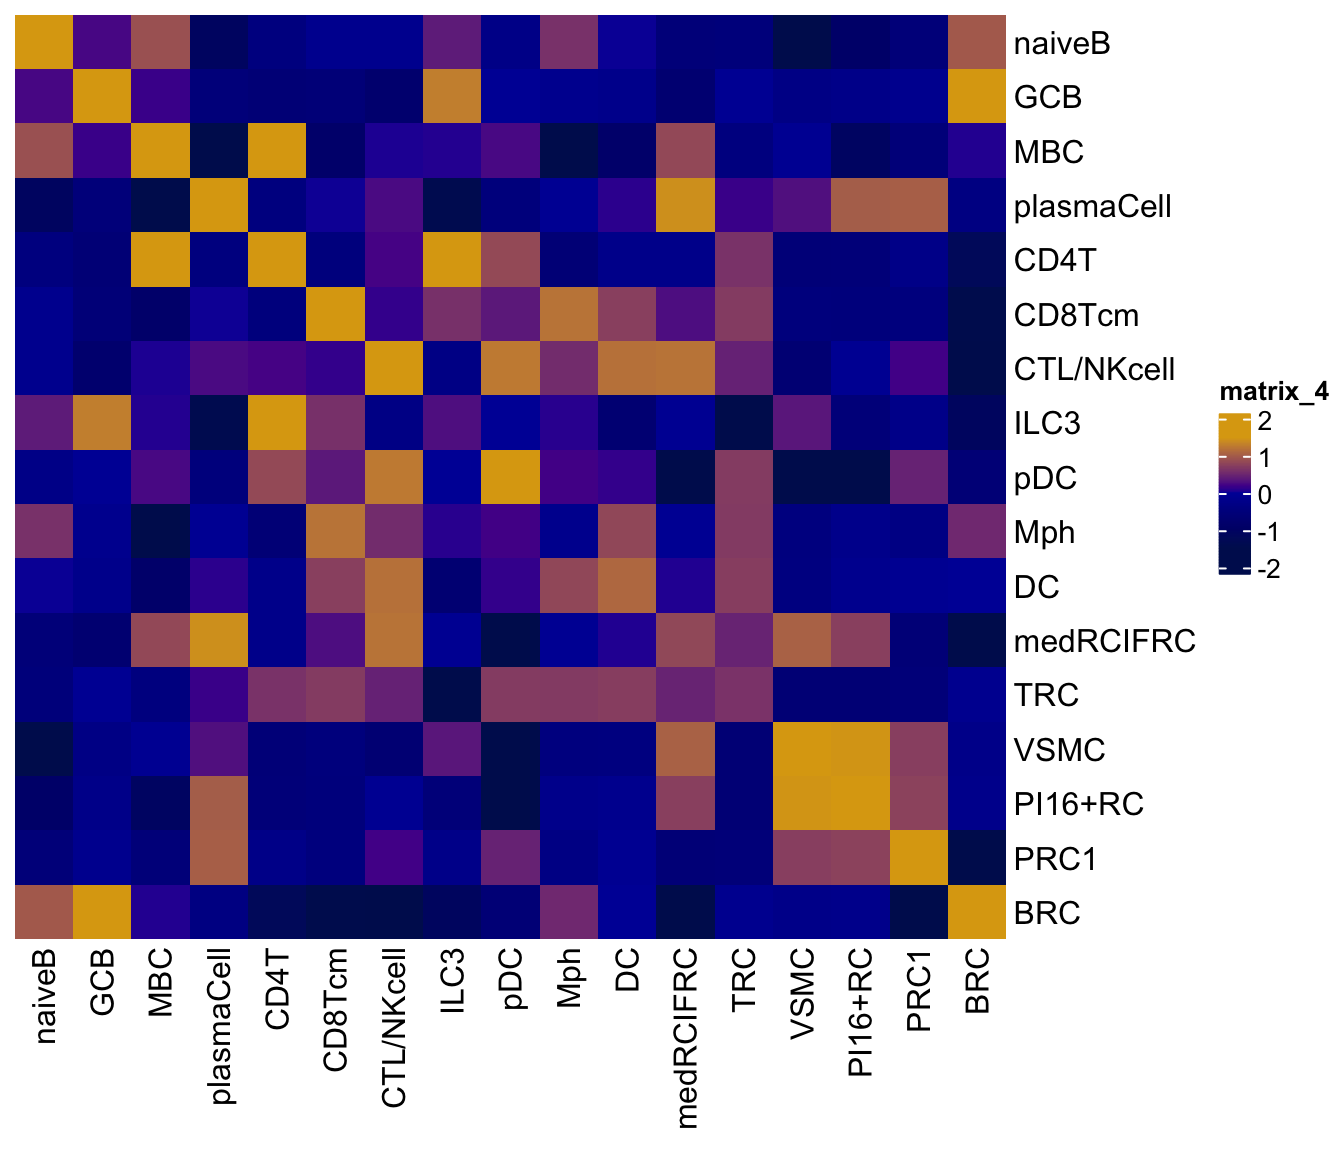 naiveB
GCB
MBC
plasmaCell
CD4T
CD8Tcm
CTL/NKcell
ILC3
pDC
Mph
DC
medRCIFRC
TRC
VSMC
PI16+RC
PRC1
BRC
matrix_4
2
1
0
-1
-2
naiveB
GCB
MBC
plasmaCell
CD4T
CD8Tcm
CTL/NKcell
ILC3
pDC
Mph
DC
medRCIFRC
TRC
VSMC
PI16+RC
PRC1
BRC